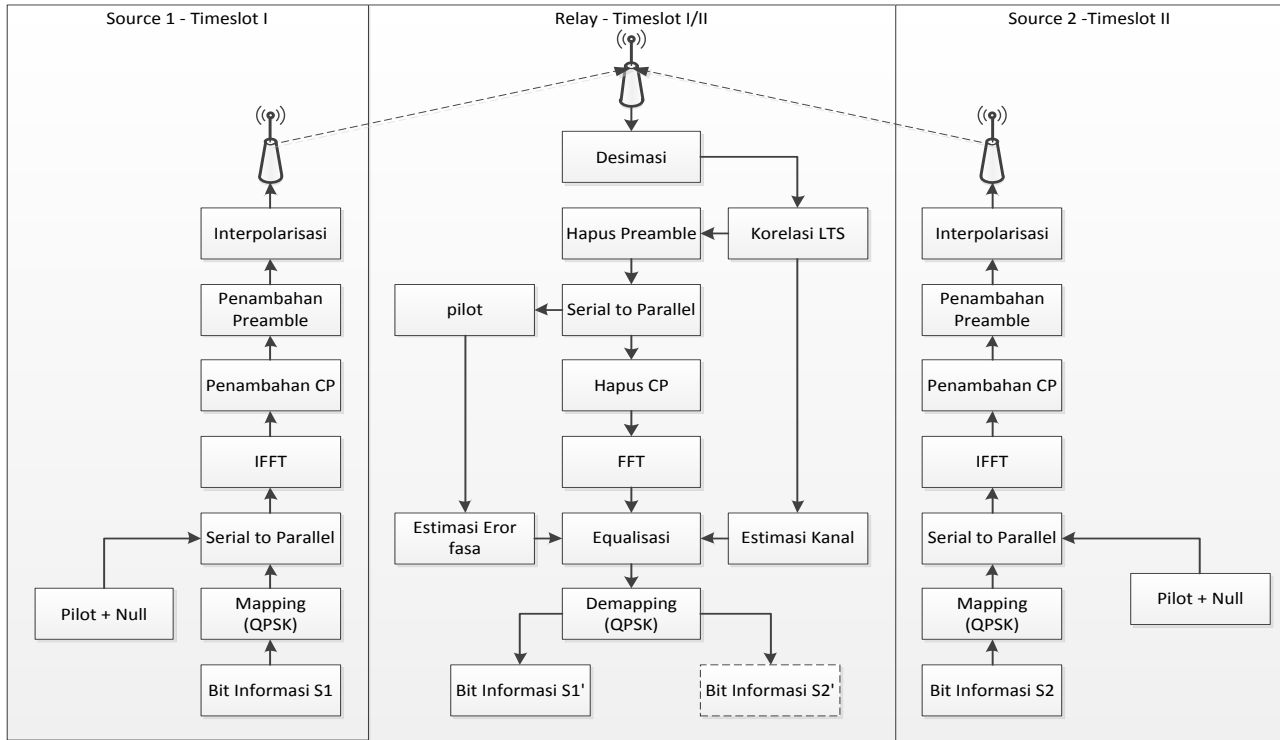 Source 1 - Timeslot I
Interpolarisasi
Penambahan
Preamble
Penambahan CP
IFFT
Serial to Parallel
Pilot + Null
Mapping
(QPSK)
Bit Informasi S1
Relay - Timeslot I/II
Desimasi
Hapus Preamble
Korelasi LTS
pilot
Serial to Parallel
Hapus CP
FFT
Estimasi Eror
fasa
Equalisasi
Estimasi Kanal
Demapping
(QPSK)
Bit Informasi S1'
Bit Informasi S2'
Source 2 -Timeslot II
Interpolarisasi
Penambahan
Preamble
Penambahan CP
IFFT
Serial to Parallel
Pilot + Null
Mapping
(QPSK)
Bit Informasi S2